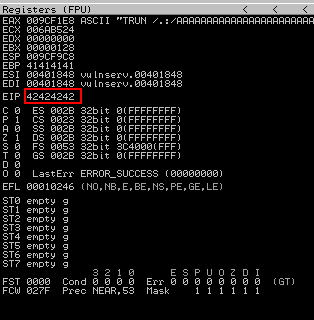 Registers (FPU) < < <
EAX 009CF1E8 ASCII "TRUN /.:/AAAAAAAAAAAAAAAAAAAAAAA
ECX 006AB524
EDX 00000000
EBX 00000128
ESP 009CF9C8
EBP 41414141
ESI 00401848 vulnserv.00401848
EDI 00401848 vulnserv.00401848
EIP 42424242
C 0 ES 002B 32bit 0(FFFFFFFF)
P 1 CS 0023 32bit 0(FFFFFFFF)
A 0 SS 002B 32bit 0(FFFFFFFF)
Z 1 DS 002B 32bit 0(FFFFFFFF)
S 0 FS 0053 32bit 3C4000(FFF)
T 0 GS 002B 32bit 0(FFFFFFFF)
D 0
O 0 LastErr ERROR_SUCCESS (00000000)
EFL 00010246 (NO,NB,E,BE,NS,PE,GE,LE)
ST0 empty g
ST1 empty g
ST2 empty g
ST3 empty g
ST4 empty g
ST5 empty g
ST6 empty g
ST7 empty g
3 2 1 0 E S P U O Z D I
FST 0000 Cond 0 0 0 0 Err 0 0 0 0 0 0 0 0 (GT)
FCW 027F Prec NEAR,53 Mask 1 1 1 1 1 1